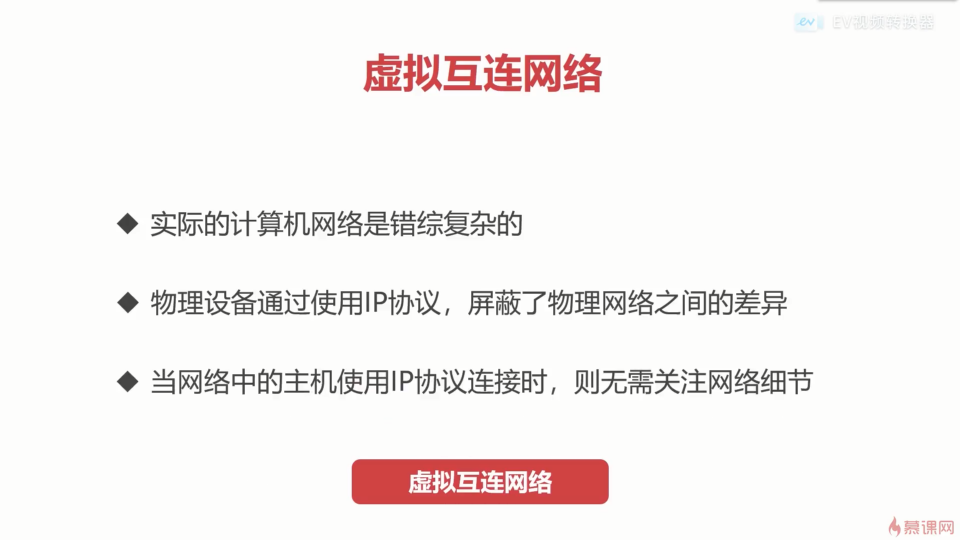 EV视频转换器
虚拟互连网络
◆ 实际的计算机网络是错综复杂的
◆ 物理设备通过使用IP协议，屏蔽了物理网络之间的差异
◆ 当网络中的主机使用IP协议连接时，则无需关注网络细节
虚拟互连网络
慕课网